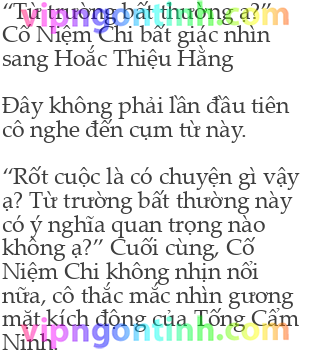 “Từ trường bất thường ạ?”
Cố Niệm Chi bất giác nhìn
sang Hoắc Thiệu Hằng
Đây không phải lần đầu tiên
cô nghe đến cụm từ này.
“Rốt cuộc là có chuyện gì vậy
ạ? Từ trường bất thường này
có ý nghĩa quan trọng nào
không ạ?” Cuối cùng, Cố
Niệm Chi không nhịn nổi
nữa, cô thắc mắc nhìn gương
mặt kích động của Tống Cẩm
Ninh.
vipngontinh.com
vipngontinh.com